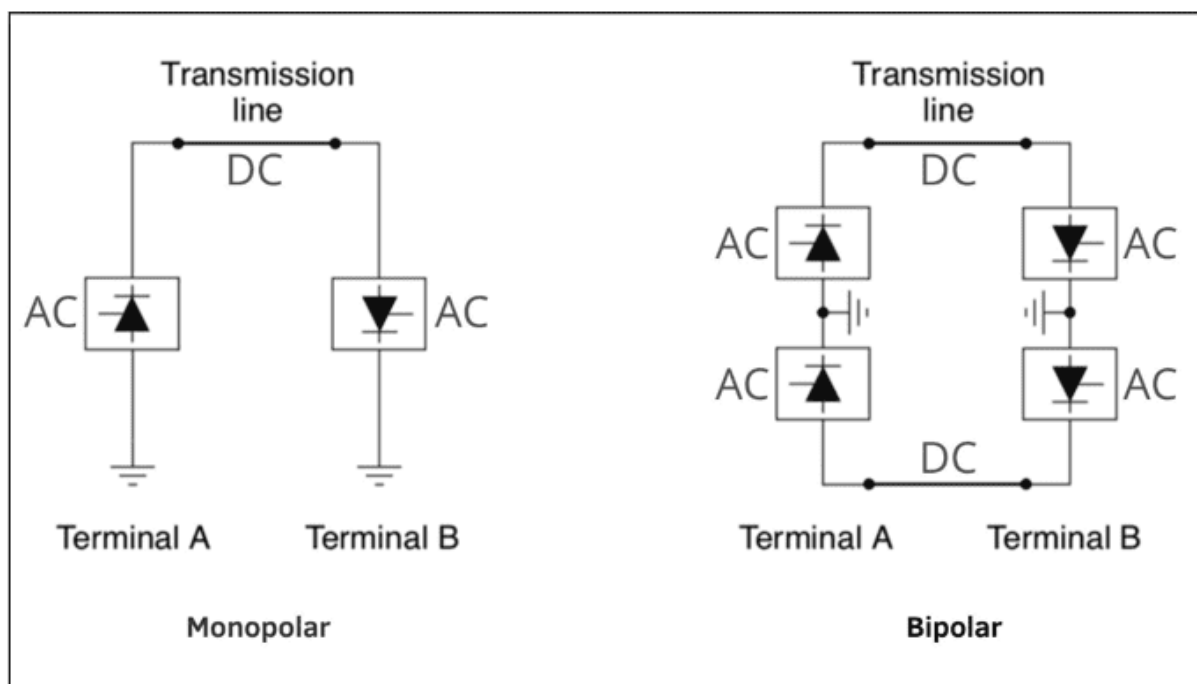 Transmission
line
DC
AC
AC
Terminal A
Terminal B
Monopolar
Transmission
line
DC
AC
AC
AC
AC
DC
Terminal A
Terminal B
Bipolar